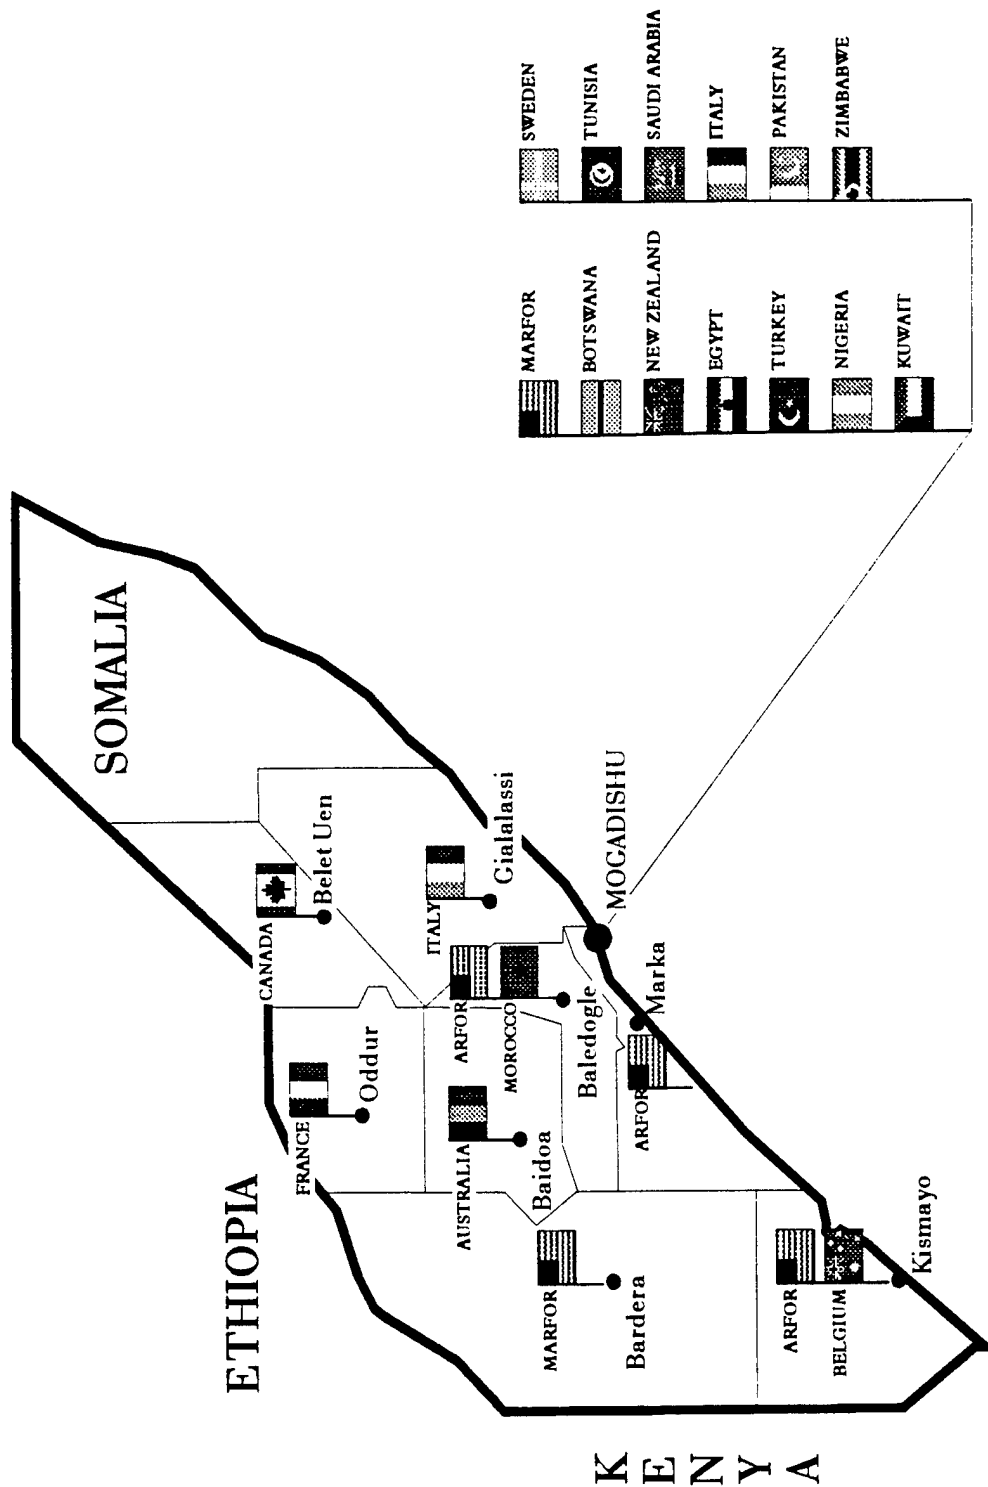 ETHIOPIA
SOMALIA
K
E
N
Y
A
FRANCE
Oddur
CANADA
Belet Uen
AUSTRALIA
Baidoa
ARFOR
MOROCCO
Baledogle
ITALY
Gialalassi
MARFOR
Bardera
ARFOR
Marka
MOGADISHU
ARFOR
BELGIUM
Kismayo
MARFOR
BOTSWANA
NEW ZEALAND
EGYPT
TURKEY
NIGERIA
KUWAIT
SWEDEN
TUNISIA
SAUDI ARABIA
ITALY
PAKISTAN
ZIMBABWE